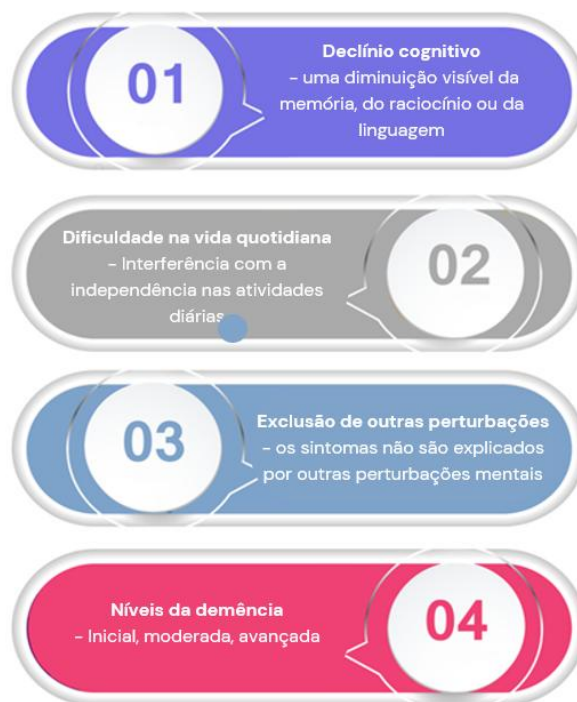 01
Declínio cognitivo
- uma diminuição visível da
memória, do raciocínio ou da
linguagem
Dificuldade na vida quotidiana
- Interferência com a
independência nas atividades
diárias
02
03
Exclusão de outras perturbações
- os sintomas não são explicados
por outras perturbações mentais
Níveis da demência
- Inicial, moderada, avançada
04